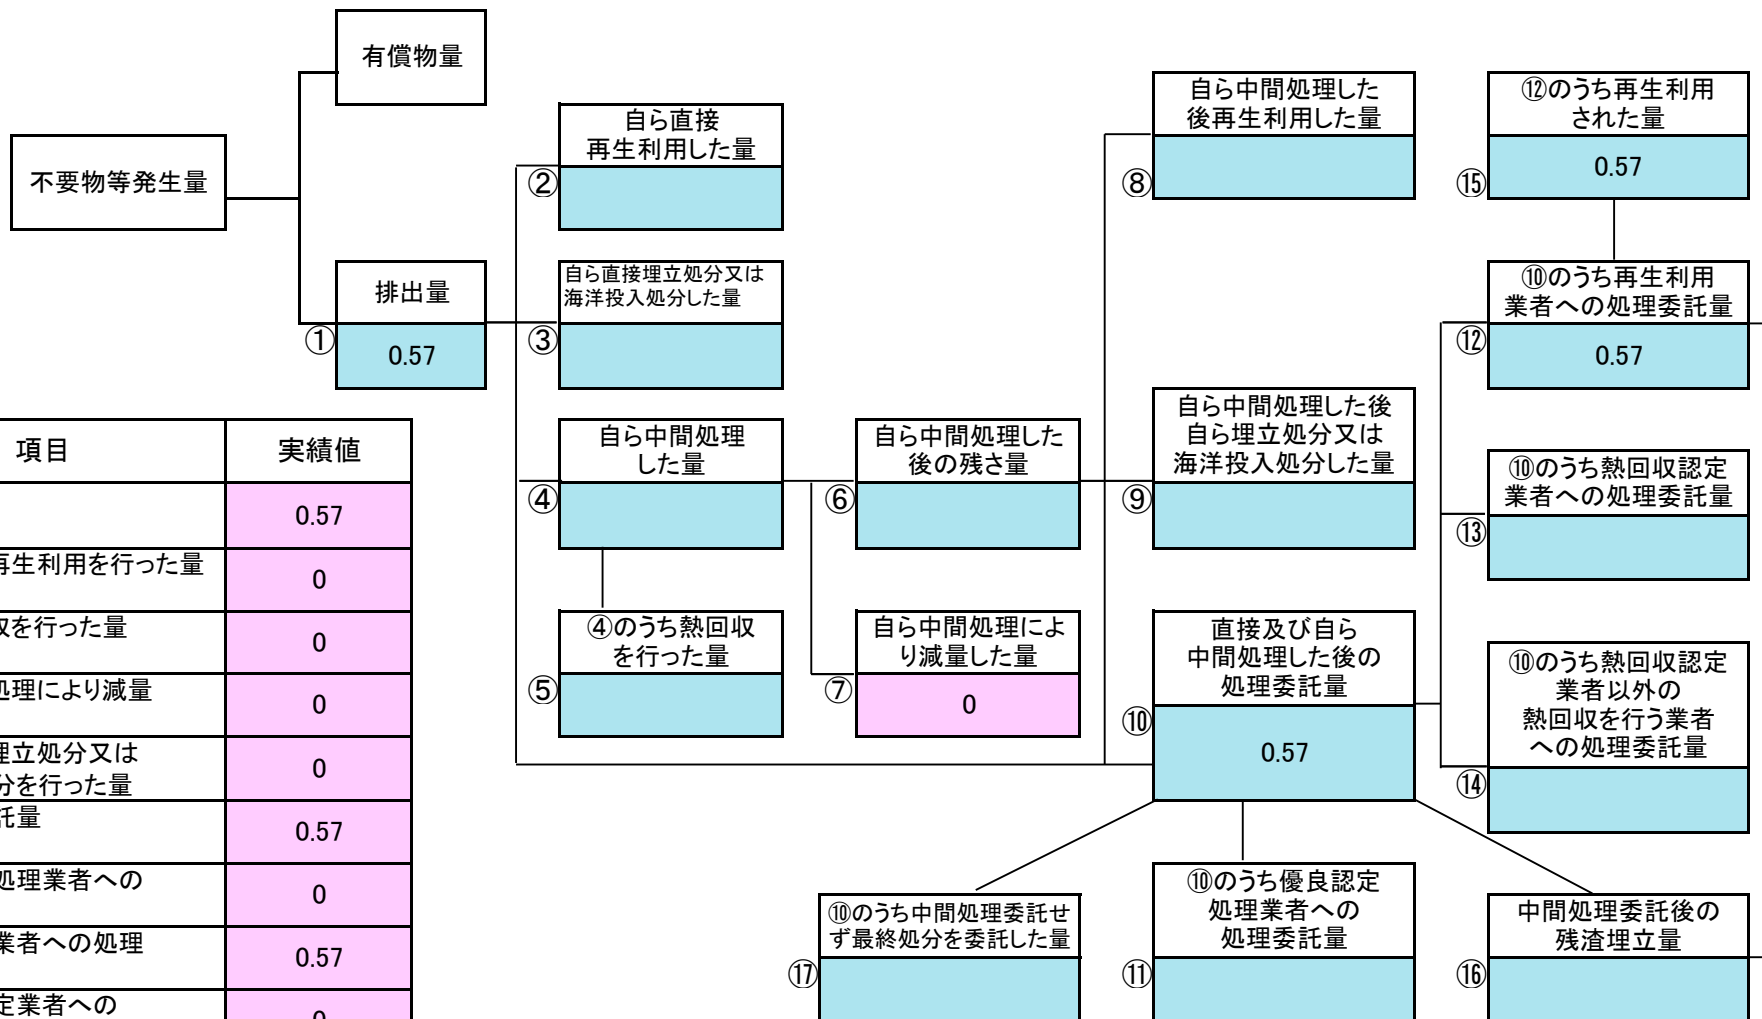 有償物量
不要物等発生量
排出量
①
0.57
自ら直接
再生利用した量
②
自ら直接埋立処分又は
海洋投入処分した量
③
自ら中間処理
した量
④
④のうち熱回収
を行った量
⑤
自ら中間処理した
後の残さ量
⑥
自ら中間処理によ
り減量した量
⑦
0
自ら中間処理した
後再生利用した量
⑧
自ら中間処理した後
自ら埋立処分又は
海洋投入処分した量
⑨
直接及び自ら
中間処理した後の
処理委託量
⑩
0.57
⑫のうち再生利用
された量
⑮
0.57
⑩のうち再生利用
業者への処理委託量
⑫
0.57
⑩のうち熱回収認定
業者への処理委託量
⑬
⑩のうち熱回収認定
業者以外の
熱回収を行う業者
への処理委託量
⑭
⑩のうち中間処理委託せ
ず最終処分を委託した量
⑰
⑩のうち優良認定
処理業者への
処理委託量
⑪
中間処理委託後の
残渣埋立量
⑯
項目
実績値
0.57
再生利用を行った量
0
を行った量
0
処理により減量
0
埋立処分又は
分を行った量
0
託量
0.57
処理業者への
0
業者への処理
0.57
定業者への
0